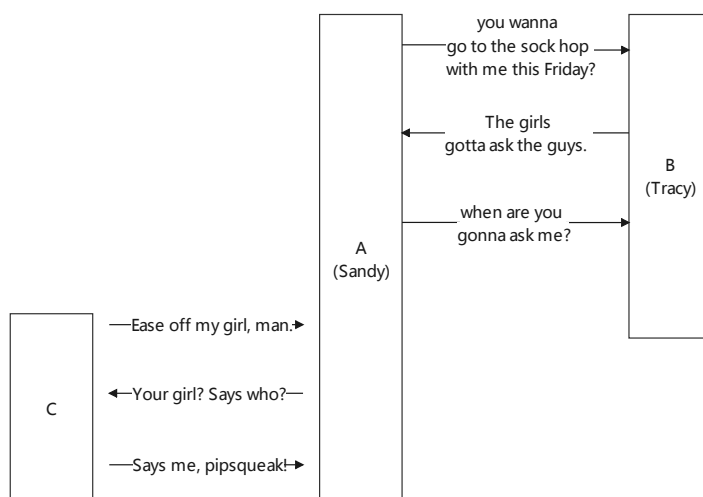 you wanna
go to the sock hop
with me this Friday?
The girls
gotta ask the guys.
B
(Tracy)
when are you
gonna ask me?
A
(Sandy)
Ease off my girl, man.
Your girl? Says who?
C
Says me, pipsqueak!